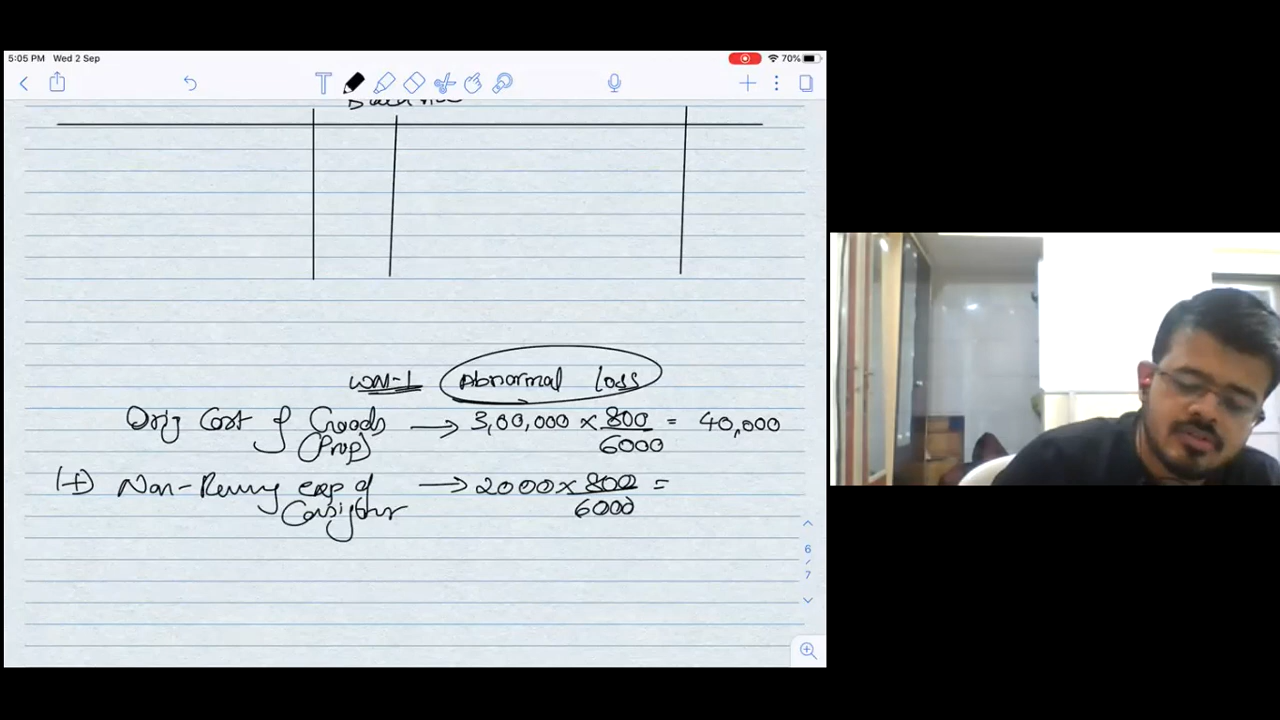 5:05 PM Wed 2 Sep
70%
T
WN-1 Abnormal loss
Orig Cost of Goods → 3,00,000 × 800/6000 = 40,000
(Prop)
(+) Non-Recurring exp of → 2000 × 800/6000 =
Consignor
6
/
7